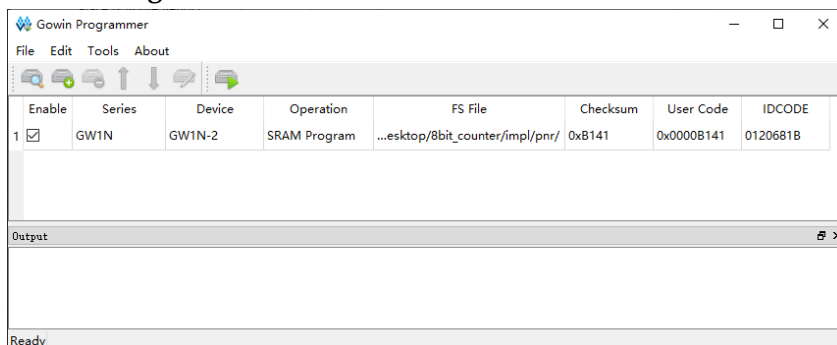 Gowin Programmer
File Edit Tools About
Enable Series Device Operation FS File Checksum User Code IDCODE
1 GW1N GW1N-2 SRAM Program ...esktop/8bit_counter/impl/pnr/ 0xB141 0x0000B141 0120681B
Output
Ready